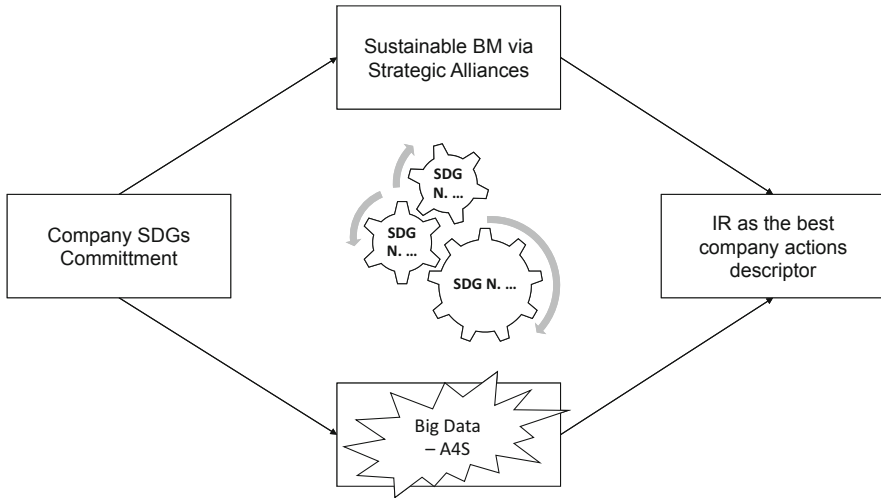 Sustainable BM via
Strategic Alliances
SDG
N. ...
SDG
N. ...
SDG N. ...
Company SDGs
Committment
IR as the best
company actions
descriptor
Big Data
– A4S